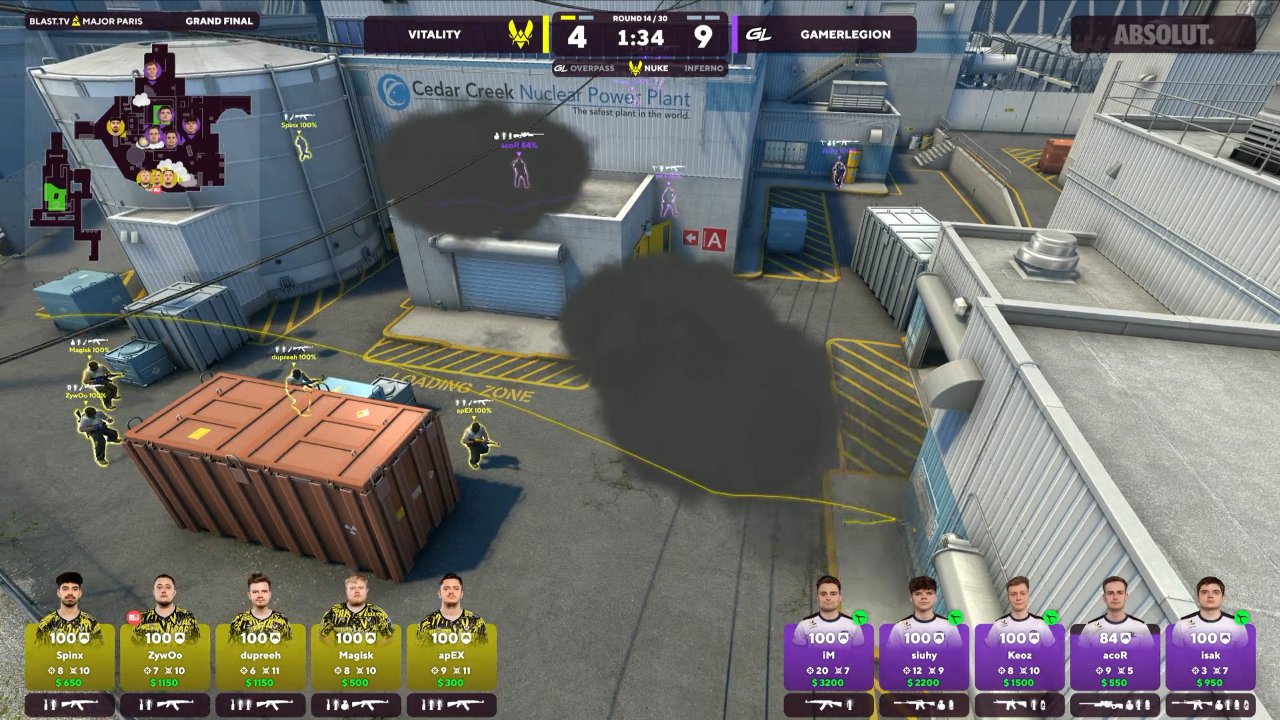 BLAST.TV MAJOR PARIS GRAND FINAL
VITALITY
4
ROUND 14 / 30
1:34
9
GL
GAMERLEGION
ABSOLUT.
GL OVERPASS NUKE INFERNO
Cedar Creek Nuclear Power Plant
The safest plant in the world.
Spinx 100%
acoR 84%
A
Magisk 100%
dupreeh 100%
ZywOo 100%
apEX 100%
LOADING ZONE
100 100 100 100 100 100 100 100 84 100
Spinx ZywOo dupreeh Magisk apEX iM siuhy Keoz acoR isak
8 10 7 10 6 11 8 10 9 11 20 7 12 9 8 10 9 5 3 7
$650 $1150 $1150 $500 $300 $3200 $2200 $1500 $550 $950